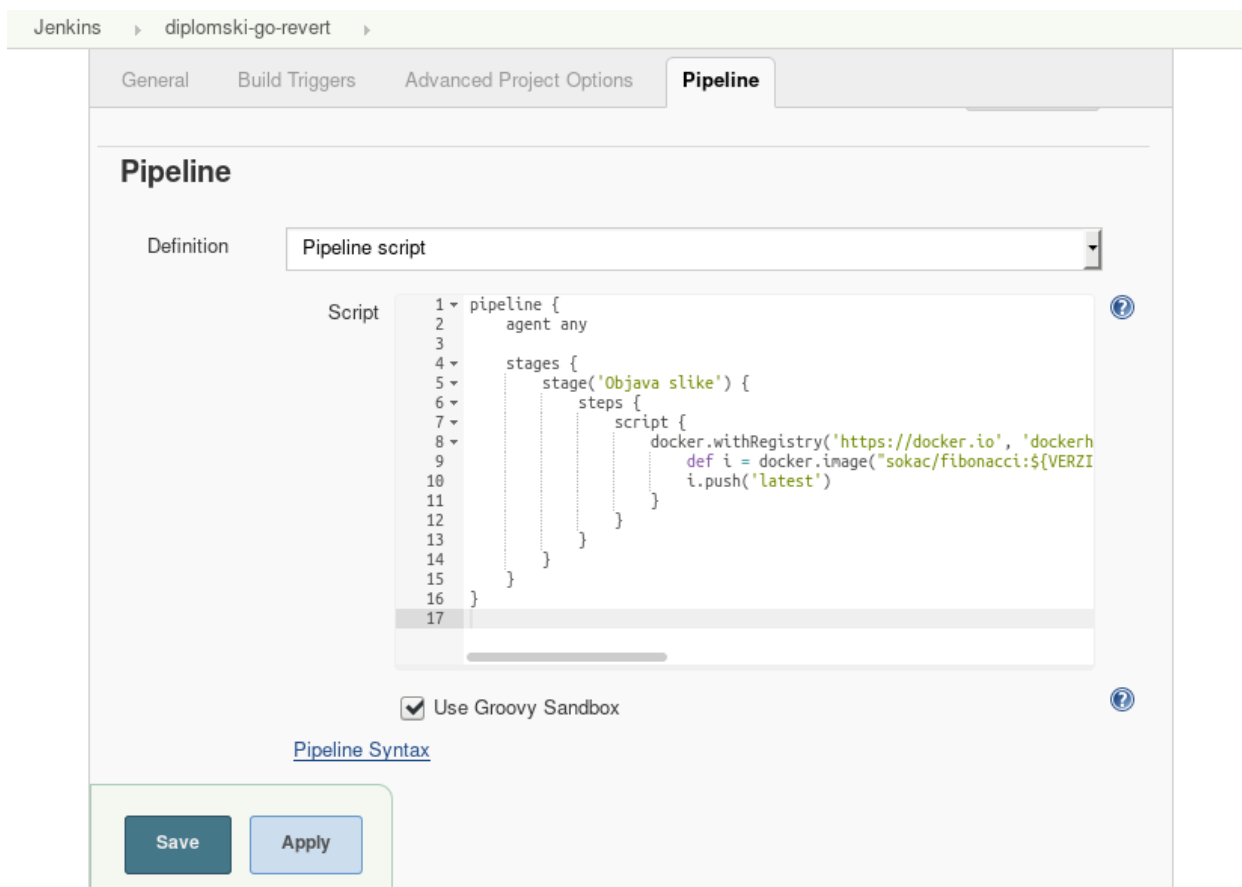 Jenkins diplomski-go-revert
General Build Triggers Advanced Project Options Pipeline
Pipeline
Definition Pipeline script
Script
1 pipeline {
2 agent any
3
4 stages {
5 stage('Objava slike') {
6 steps {
7 script {
8 docker.withRegistry('https://docker.io', 'dockerh
9 def i = docker.image("sokac/fibonacci:${VERZI
10 i.push('latest')
11 }
12 }
13 }
14 }
15 }
16 }
17
Use Groovy Sandbox
Pipeline Syntax
Save Apply